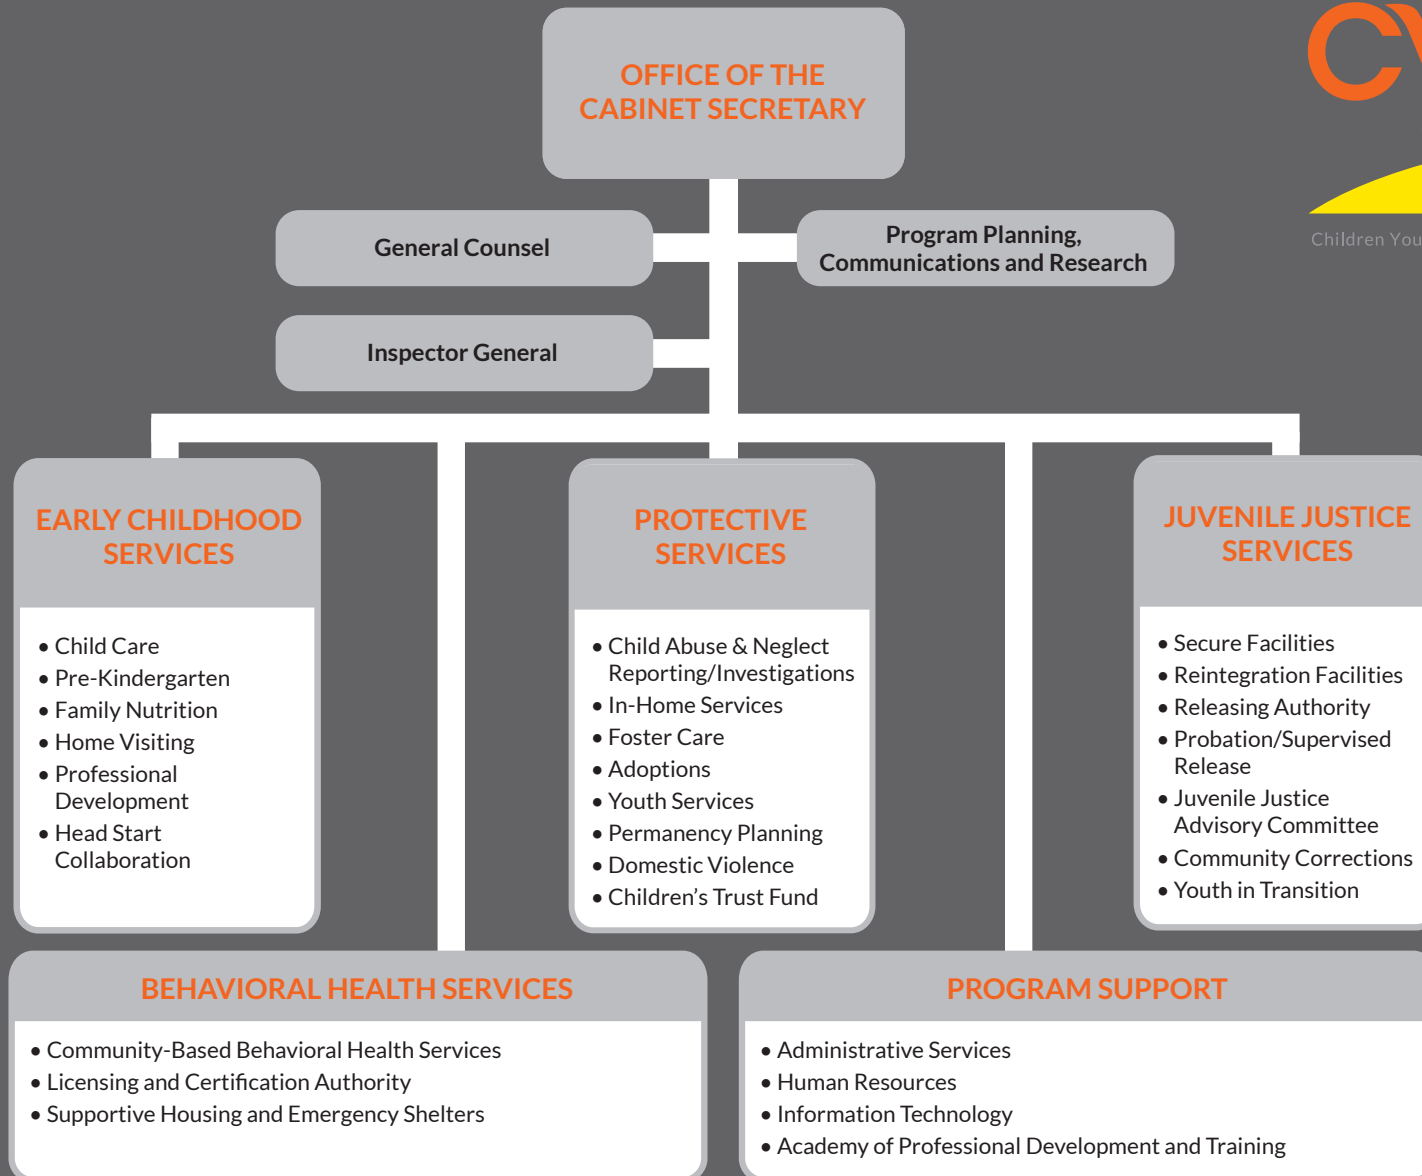 OFFICE OF THE
CABINET SECRETARY
General Counsel
Program Planning,
Communications and Research
Children
Inspector General
EARLY CHILDHOOD
SERVICES
• Child Care
• Pre-Kindergarten
• Family Nutrition
• Home Visiting
• Professional
Development
• Head Start
Collaboration
PROTECTIVE
SERVICES
• Child Abuse & Neglect
Reporting/Investigations
• In-Home Services
• Foster Care
• Adoptions
• Youth Services
• Permanency Planning
• Domestic Violence
• Children’s Trust Fund
JUVENILE JUSTICE
SERVICES
• Secure Facilities
• Reintegration Facilities
• Releasing Authority
• Probation/Supervised
Release
• Juvenile Justice
Advisory Committee
• Community Corrections
• Youth in Transition
BEHAVIORAL HEALTH SERVICES
• Community-Based Behavioral Health Services
• Licensing and Certification Authority
• Supportive Housing and Emergency Shelters
PROGRAM SUPPORT
• Administrative Services
• Human Resources
• Information Technology
• Academy of Professional Development and Training